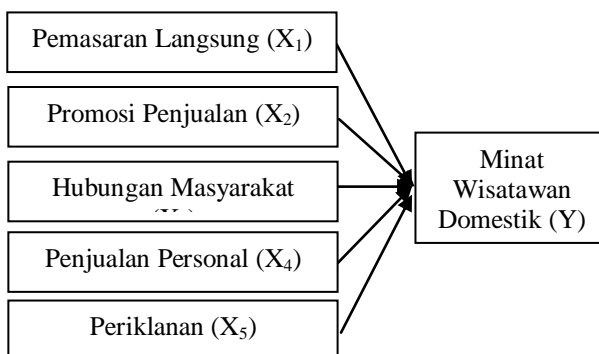 Pemasaran Langsung (X₁)
Promosi Penjualan (X₂)
Hubungan Masyarakat
Penjualan Personal (X₄)
Periklanan (X₅)
Minat
Wisatawan
Domestik (Y)